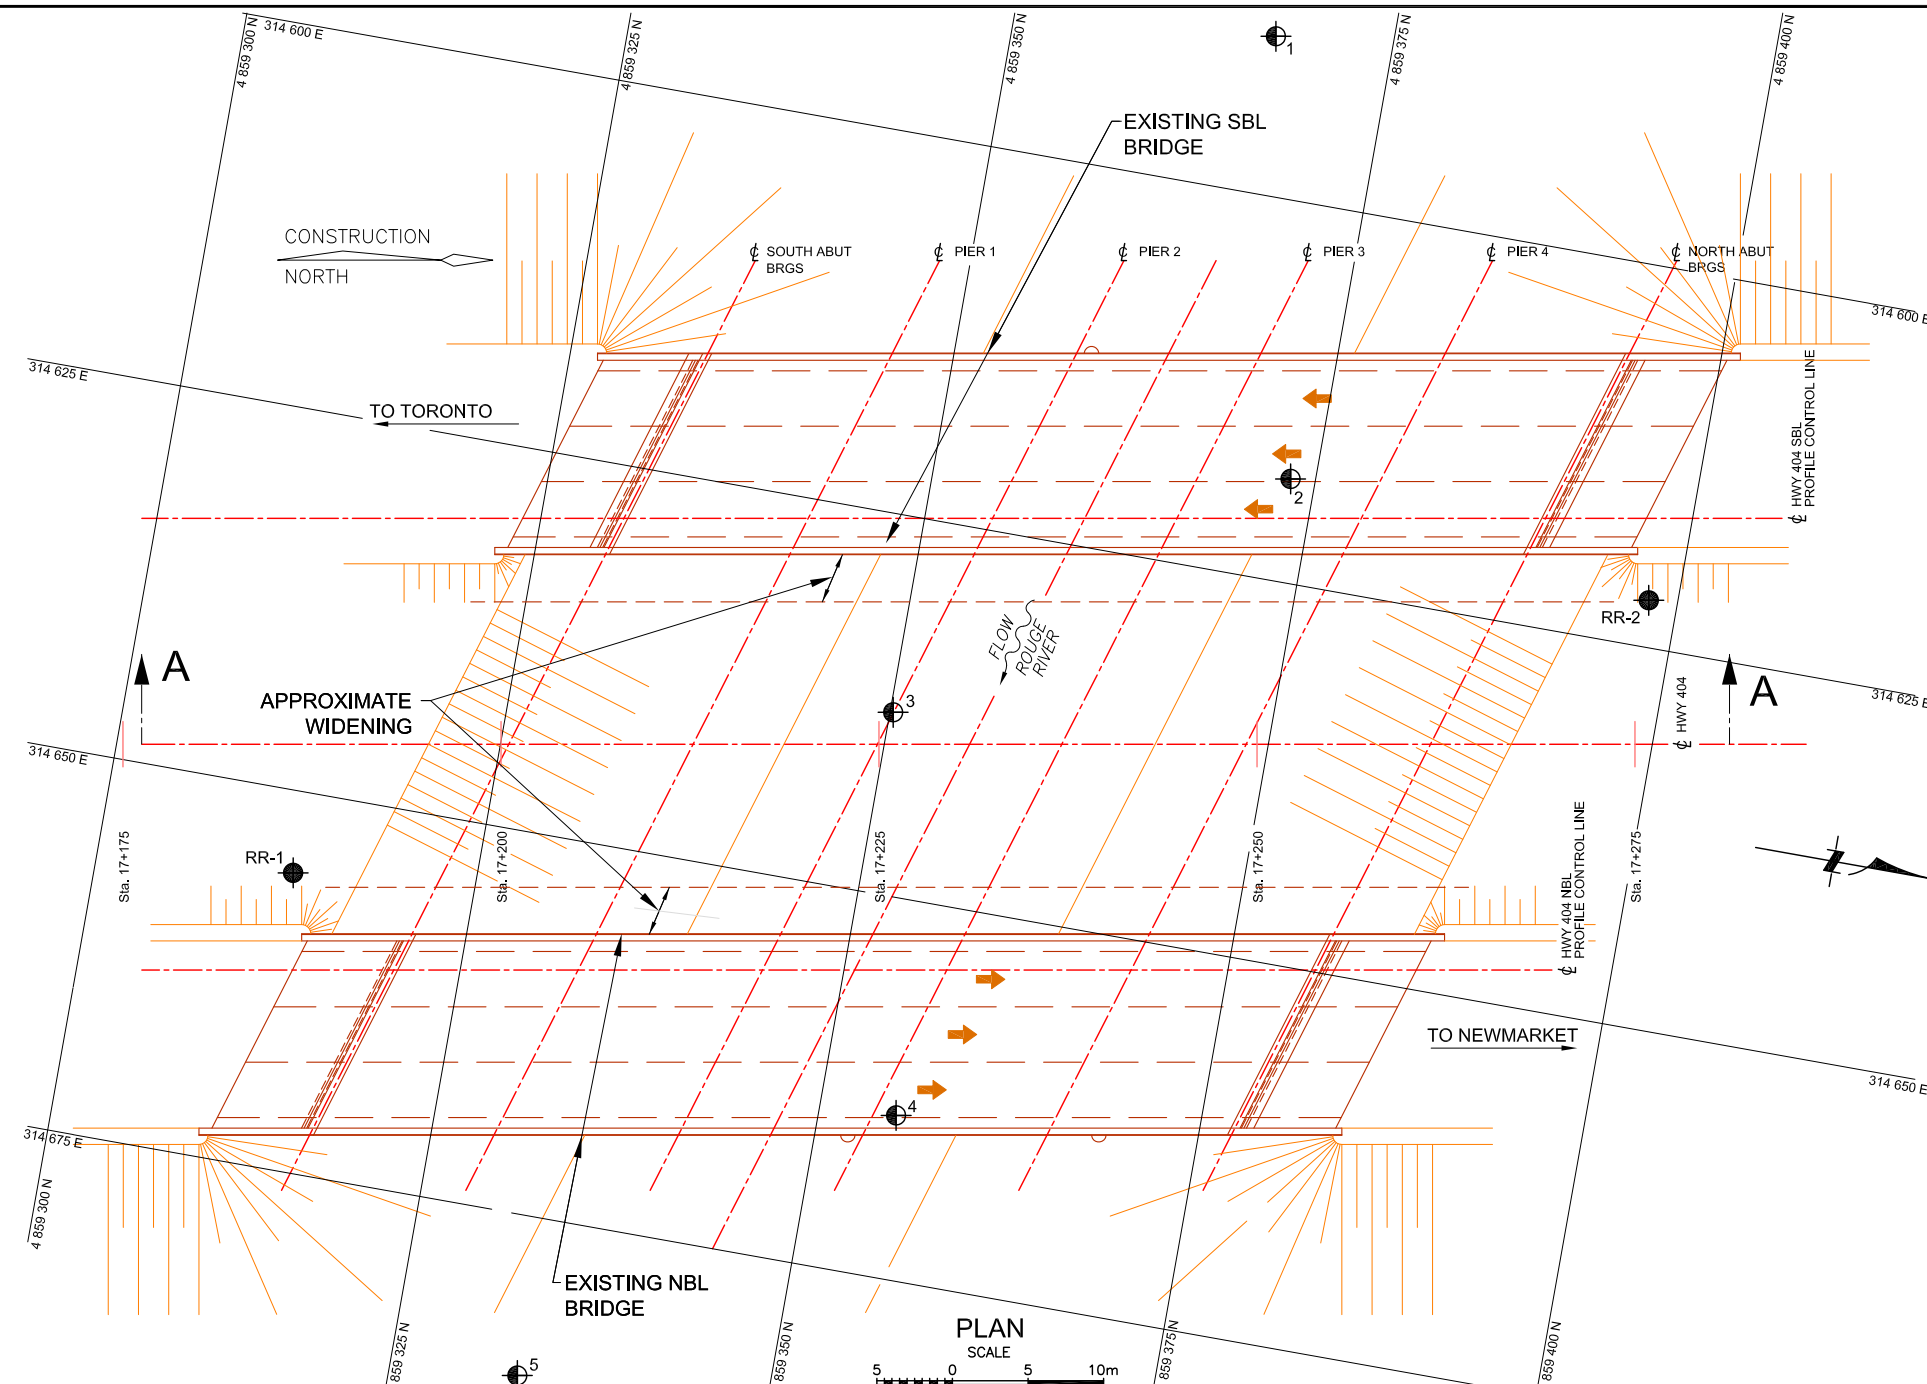 4 859 300 N
314 600 E
4 859 325 N
4 859 350 N
4 859 375 N
4 859 400 N
1
EXISTING SBL
BRIDGE
CONSTRUCTION
NORTH
℄ SOUTH ABUT
BRGS
℄ PIER 1
℄ PIER 2
℄ PIER 3
℄ PIER 4
℄ NORTH ABUT
BRGS
314 600 E
314 625 E
TO TORONTO
℄ HWY 404 SBL
PROFILE CONTROL LINE
2
RR-2
FLOW
ROUGE
RIVER
A
A
APPROXIMATE
WIDENING
3
℄ HWY 404
314 625 E
314 650 E
RR-1
Sta. 17+175
Sta. 17+200
Sta. 17+225
Sta. 17+250
Sta. 17+275
℄ HWY 404 NBL
PROFILE CONTROL LINE
N
TO NEWMARKET
314 650 E
4
314 675 E
4 859 300 N
EXISTING NBL
BRIDGE
859 325 N
859 350 N
859 375 N
859 400 N
5
PLAN
SCALE
5 0 5 10m